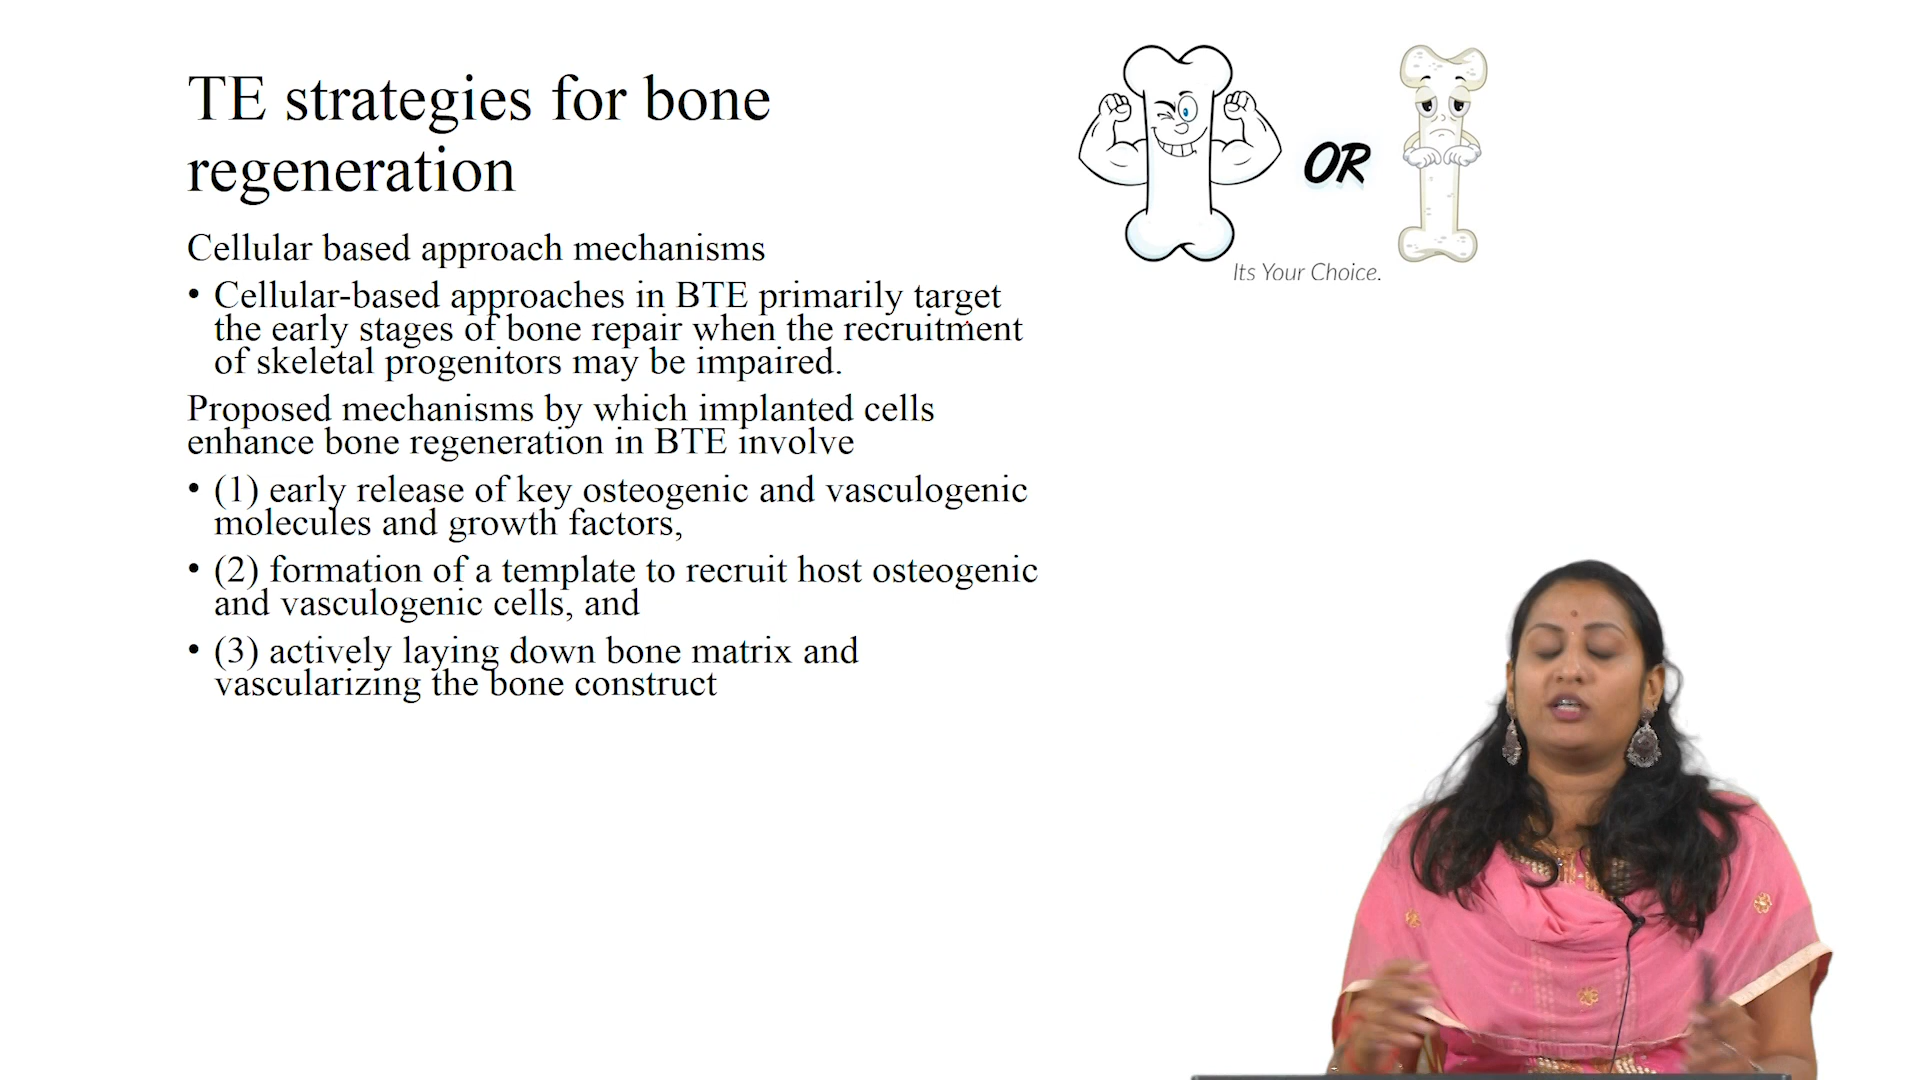 TE strategies for bone
regeneration
Cellular based approach mechanisms
• Cellular-based approaches in BTE primarily target
the early stages of bone repair when the recruitment
of skeletal progenitors may be impaired.
Proposed mechanisms by which implanted cells
enhance bone regeneration in BTE involve
• (1) early release of key osteogenic and vasculogenic
molecules and growth factors,
• (2) formation of a template to recruit host osteogenic
and vasculogenic cells, and
• (3) actively laying down bone matrix and
vascularizing the bone construct
OR
Its Your Choice.